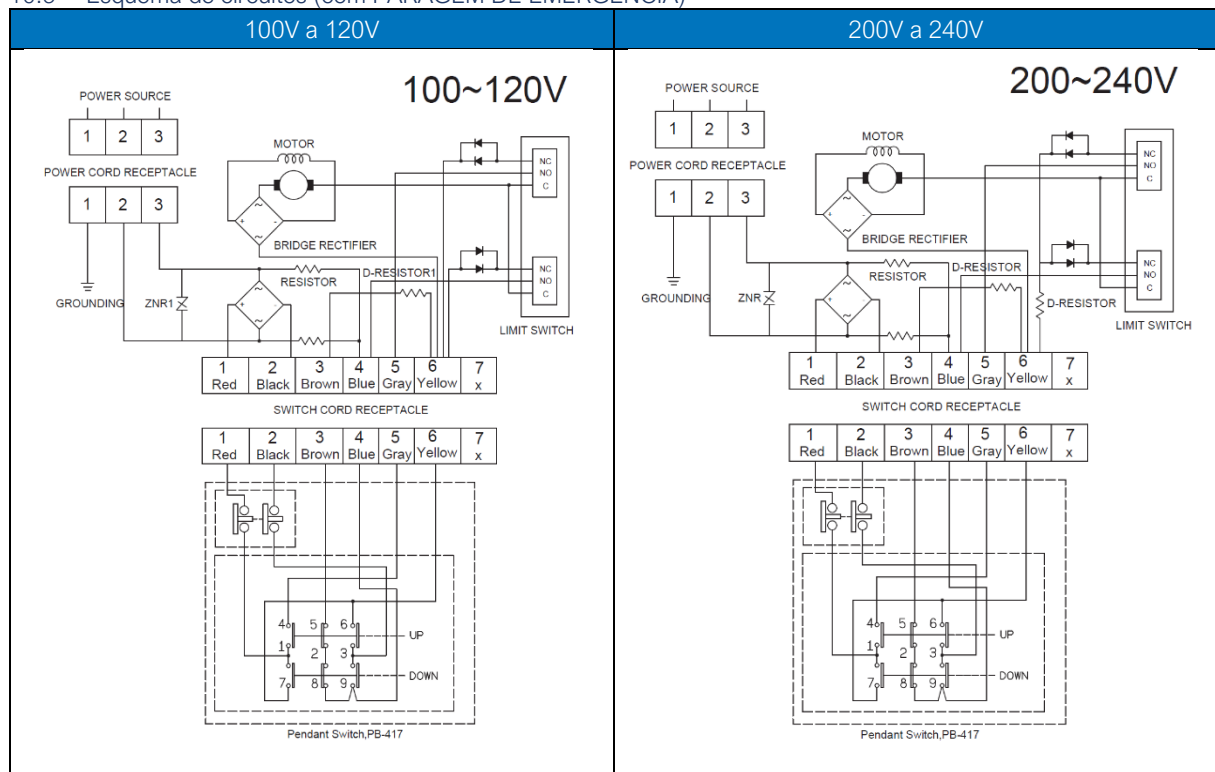 100V a 120V
100~120V
POWER SOURCE
1 2 3
POWER CORD RECEPTACLE
1 2 3
MOTOR
NC
NO
C
BRIDGE RECTIFIER
RESISTOR
D-RESISTOR1
NC
NO
C
GROUNDING
ZNR1
LIMIT SWITCH
1 2 3 4 5 6 7
Red Black Brown Blue Gray Yellow x
SWITCH CORD RECEPTACLE
1 2 3 4 5 6 7
Red Black Brown Blue Gray Yellow x
4 5 6
UP
1 2 3
DOWN
7 8 9
Pendant Switch,PB-417
200V a 240V
200~240V
POWER SOURCE
1 2 3
POWER CORD RECEPTACLE
1 2 3
MOTOR
NC
NO
C
BRIDGE RECTIFIER
RESISTOR
D-RESISTOR
NC
NO
C
GROUNDING
ZNR
D-RESISTOR
LIMIT SWITCH
1 2 3 4 5 6 7
Red Black Brown Blue Gray Yellow x
SWITCH CORD RECEPTACLE
1 2 3 4 5 6 7
Red Black Brown Blue Gray Yellow x
4 5 6
UP
1 2 3
DOWN
7 8 9
Pendant Switch,PB-417